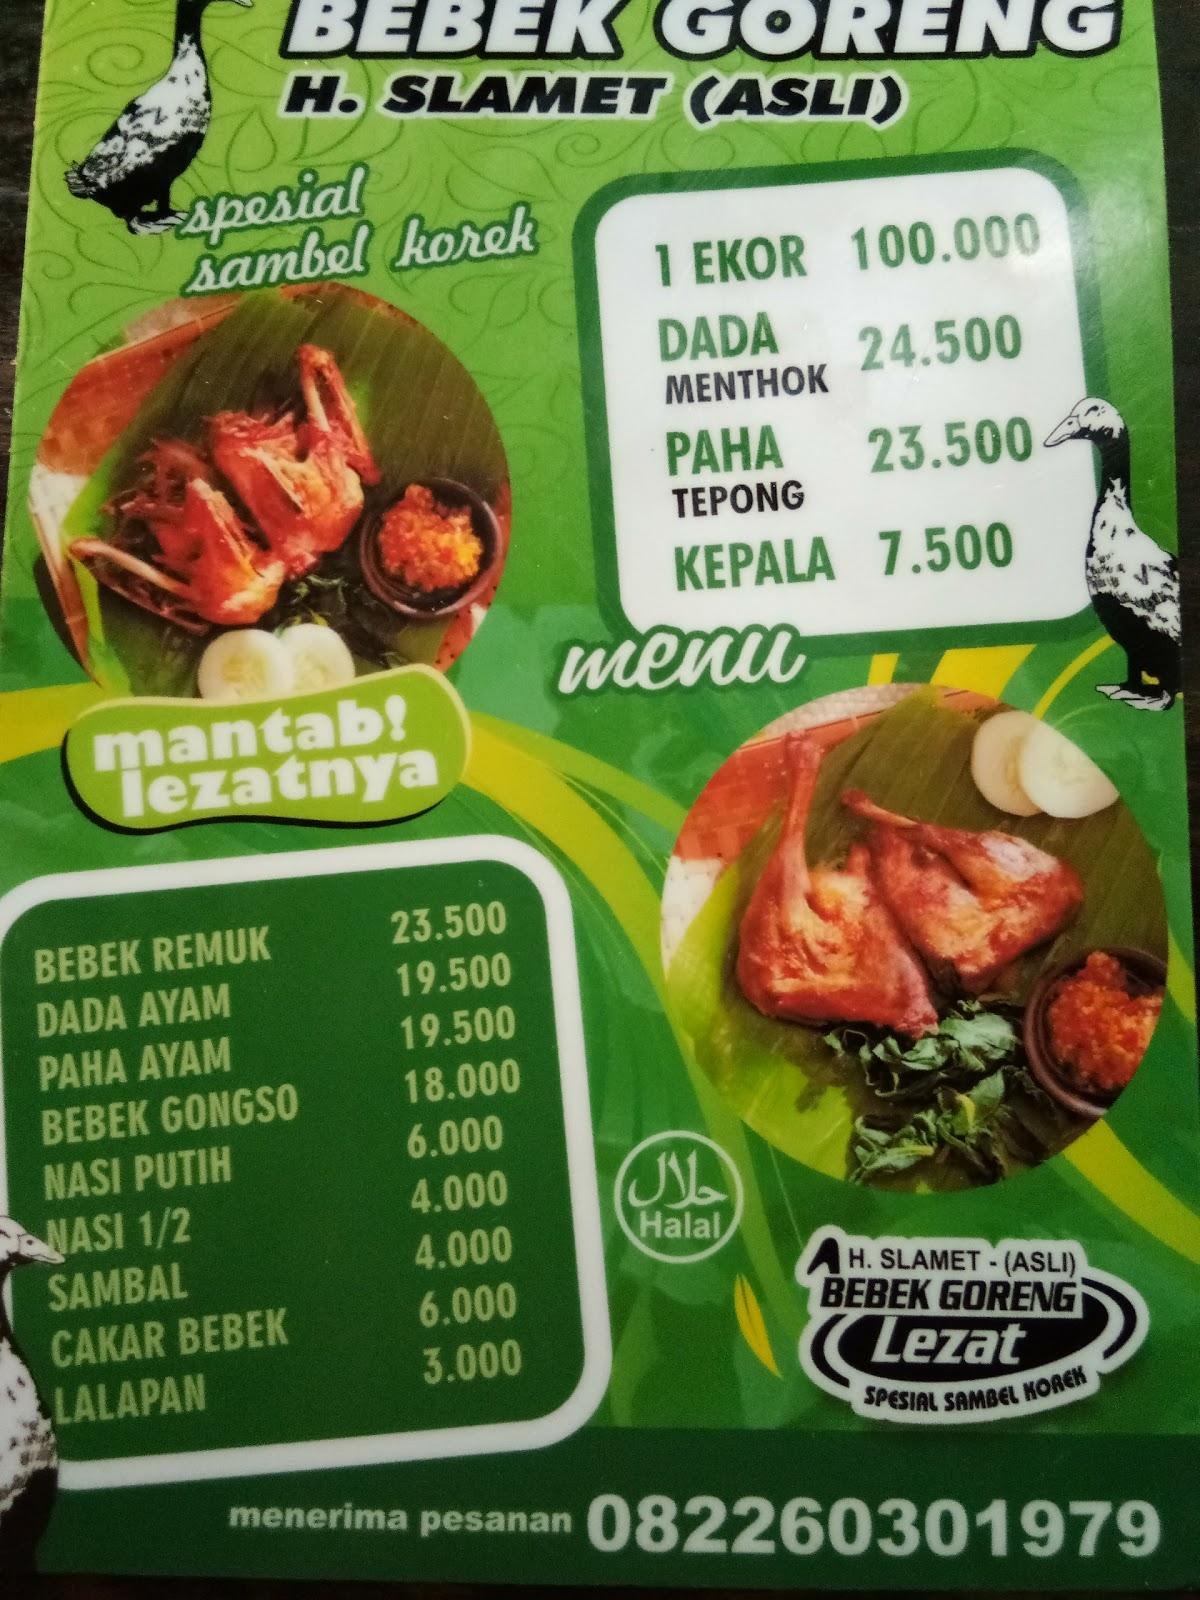 BEBEK GORENG
H. SLAMET (ASLI)
spesial
sambel korek
1 EKOR 100.000
DADA
MENTHOK 24.500
PAHA
TEPONG 23.500
KEPALA 7.500
menu
mantab!
lezatnya
BEBEK REMUK 23.500
DADA AYAM 19.500
PAHA AYAM 19.500
BEBEK GONGSO 18.000
NASI PUTIH 6.000
NASI 1/2 4.000
SAMBAL 4.000
CAKAR BEBEK 6.000
LALAPAN 3.000
حلال
Halal
H. SLAMET - (ASLI)
BEBEK GORENG
Lezat
SPESIAL SAMBEL KOREK
menerima pesanan 082260301979